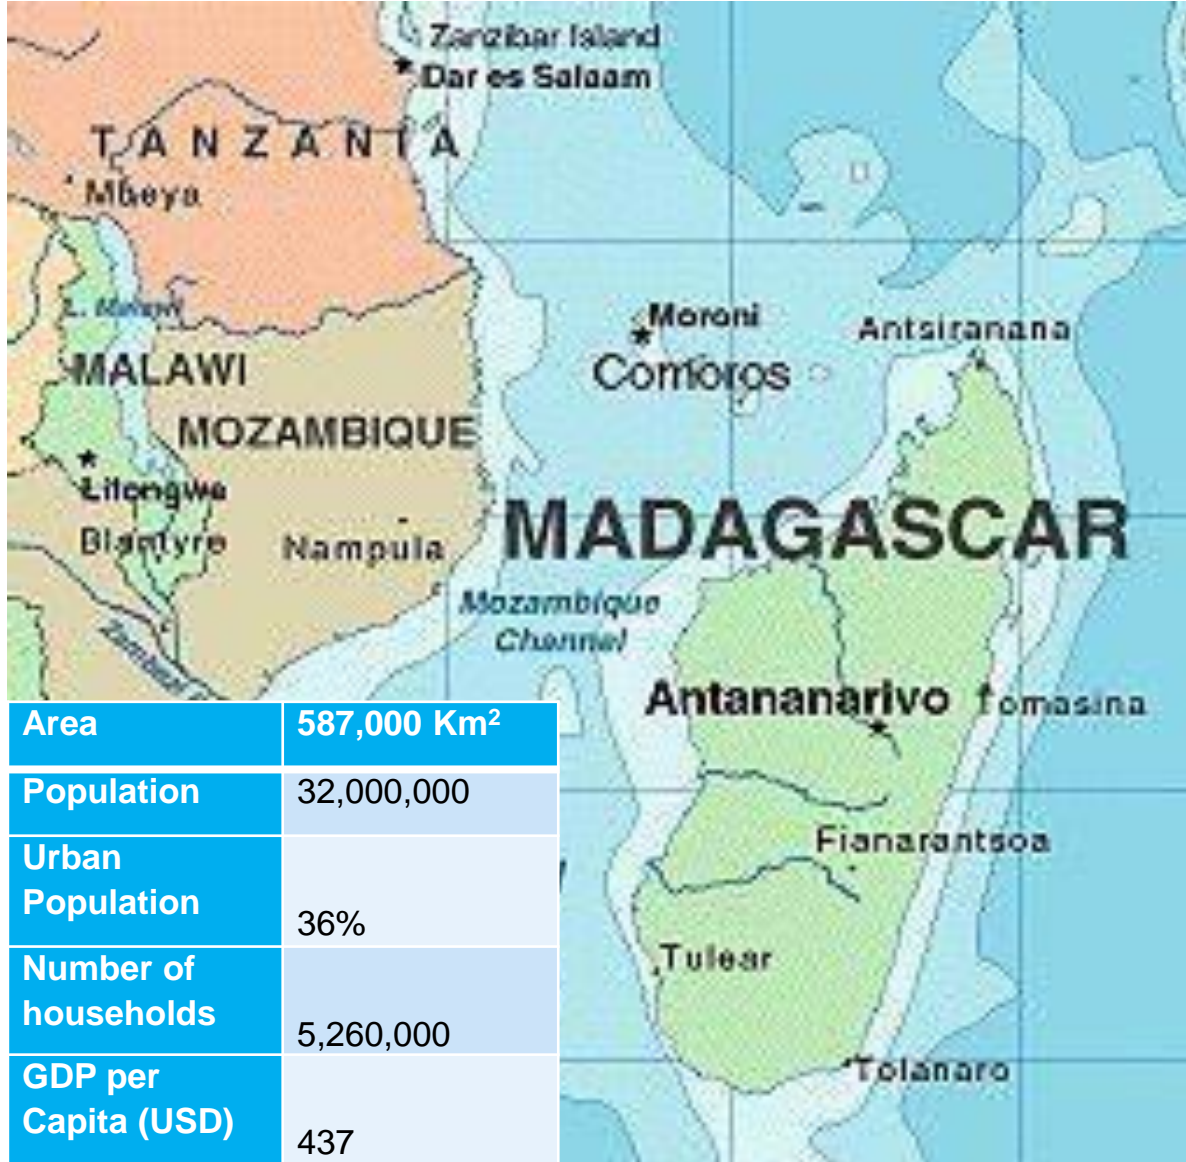 Zanzibar Island
Dar es Salaam
TANZANIA
Mbeya
L. Malawi
Moroni
Comoros
Antsiranana
MALAWI
MOZAMBIQUE
Lilongwe
Blantyre
Nampula
MADAGASCAR
Mozambique
Channel
Antananarivo
Tomasina
Fianarantsoa
Tulear
Tolanaro
Area 587,000 Km²
Population 32,000,000
Urban
Population
36%
Number of
households
5,260,000
GDP per
Capita (USD)
437